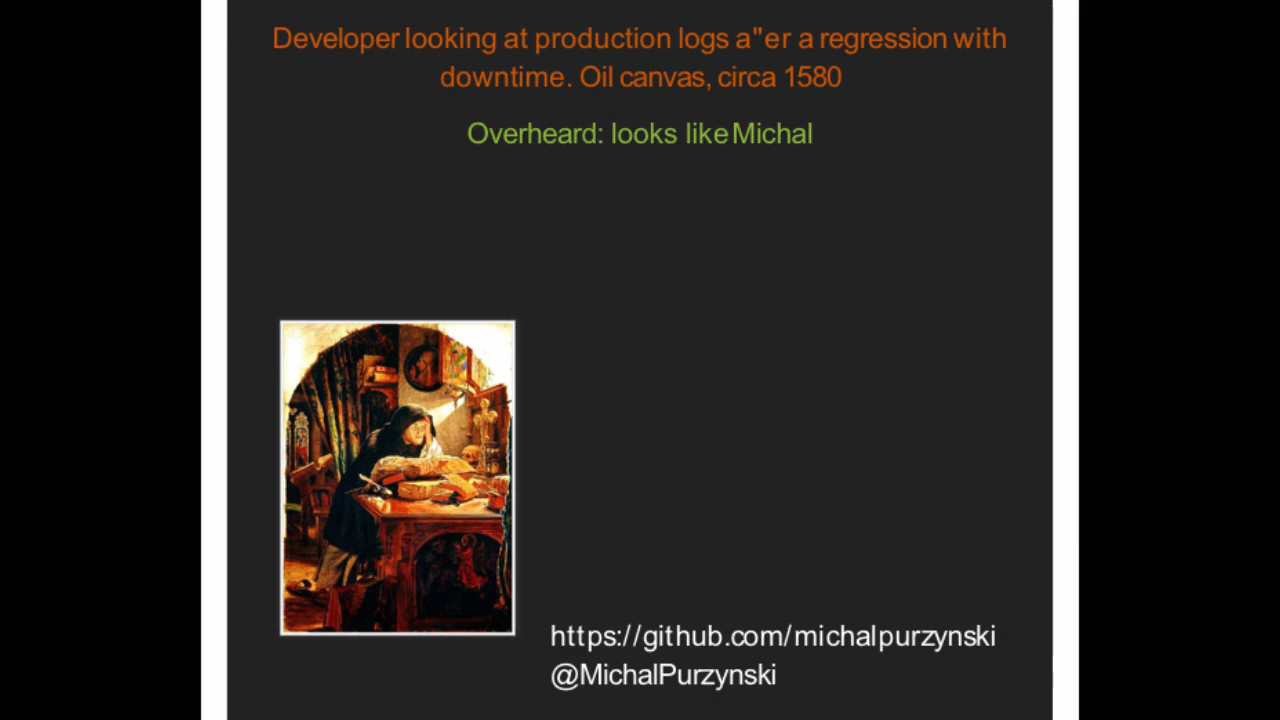 Developer looking at production logs a"er a regression with
downtime. Oil canvas, circa 1580
Overheard: looks like Michal
https://github.com/michalpurzynski
@MichalPurzynski